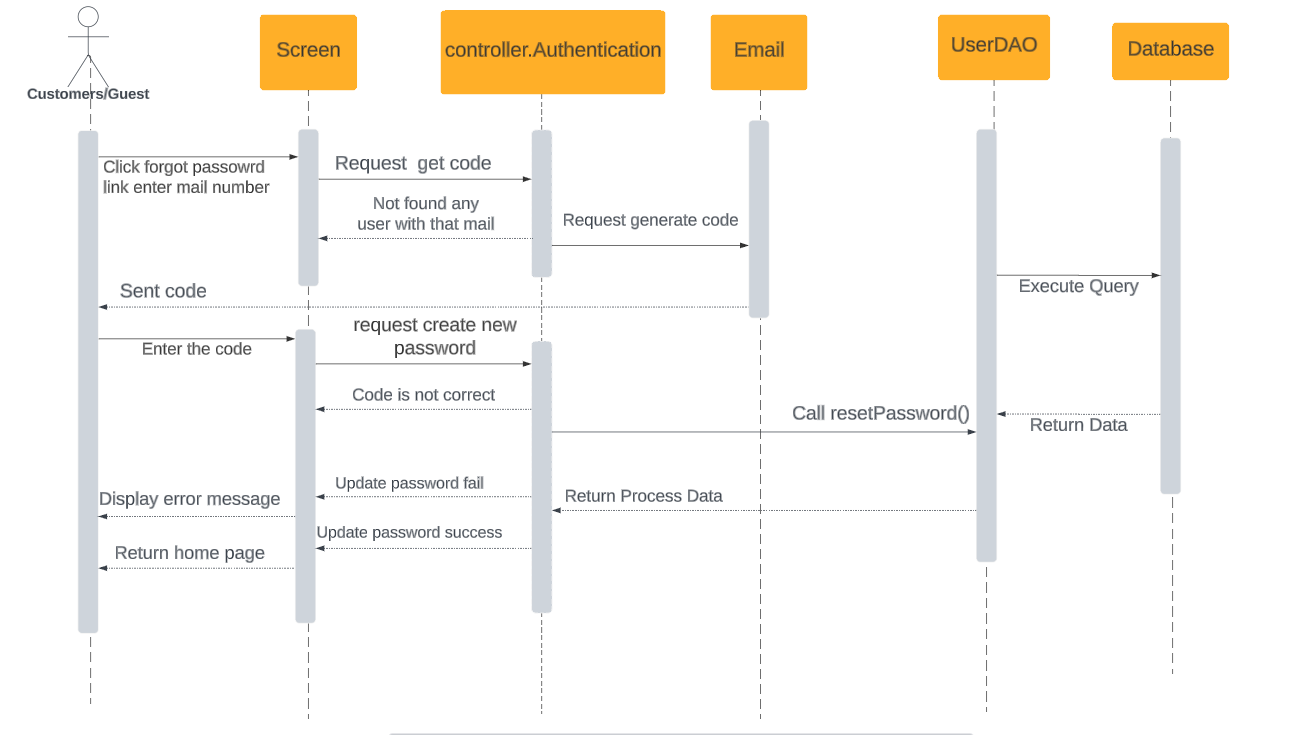 Customers/Guest
Screen
controller.Authentication
Email
UserDAO
Database
Click forgot passowrd
link enter mail number
Request  get code
Not found any
user with that mail
Request generate code
Execute Query
Sent code
Enter the code
request create new
password
Code is not correct
Call resetPassword()
Return Data
Update password fail
Return Process Data
Display error message
Update password success
Return home page